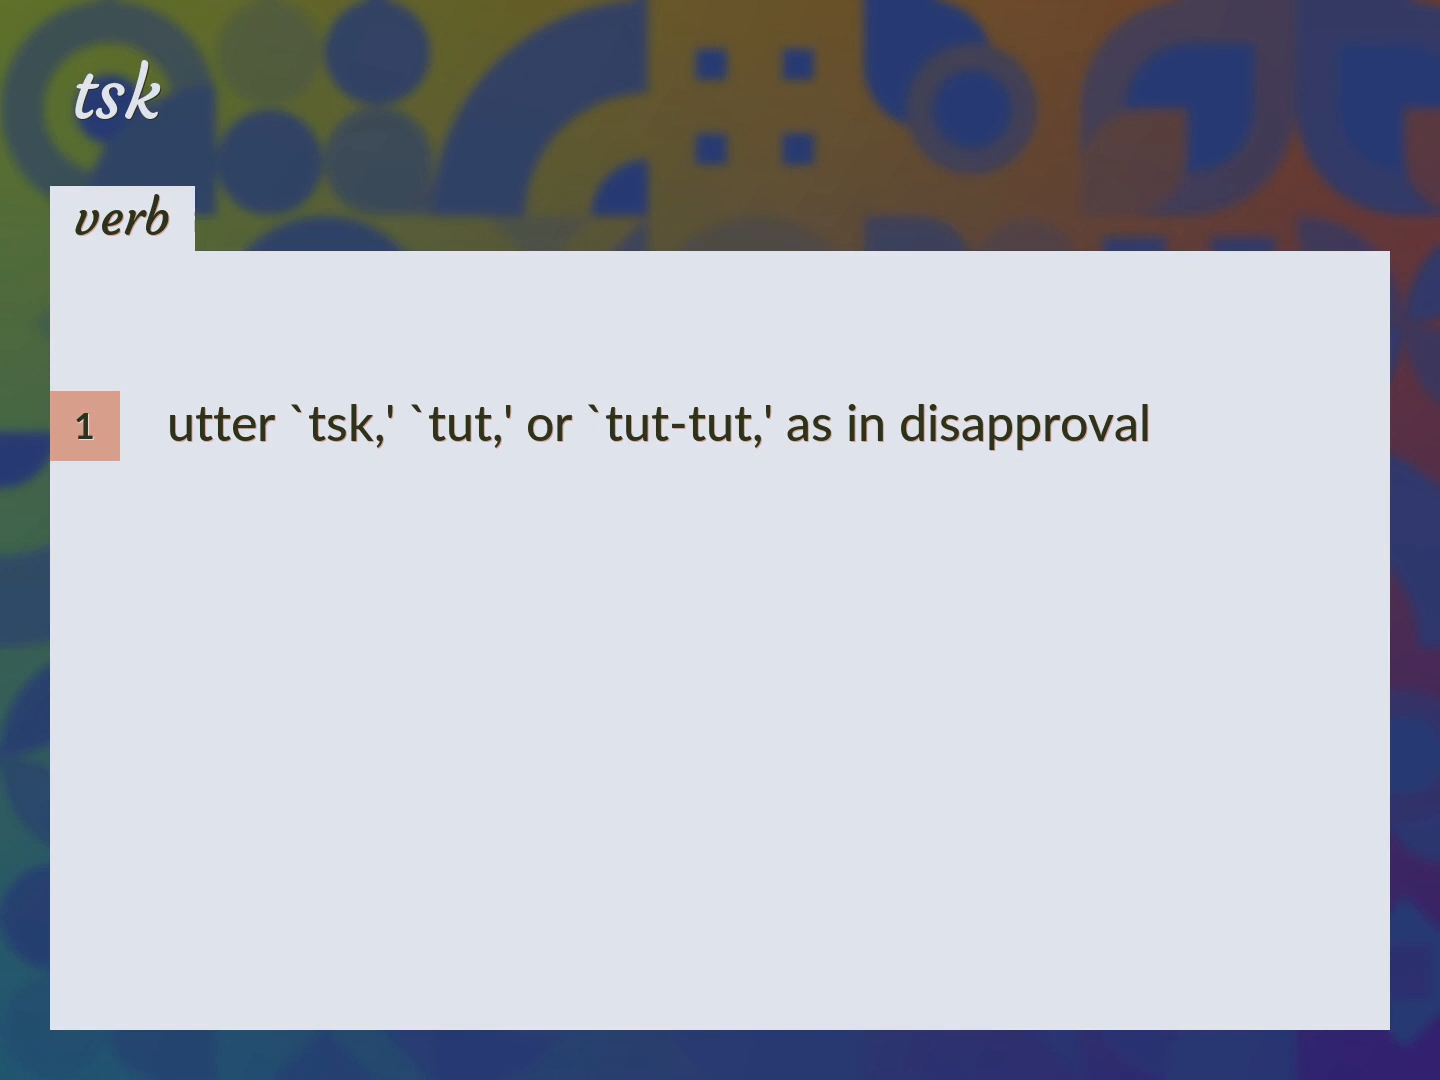 tsk
verb
1 utter `tsk,' `tut,' or `tut-tut,' as in disapproval